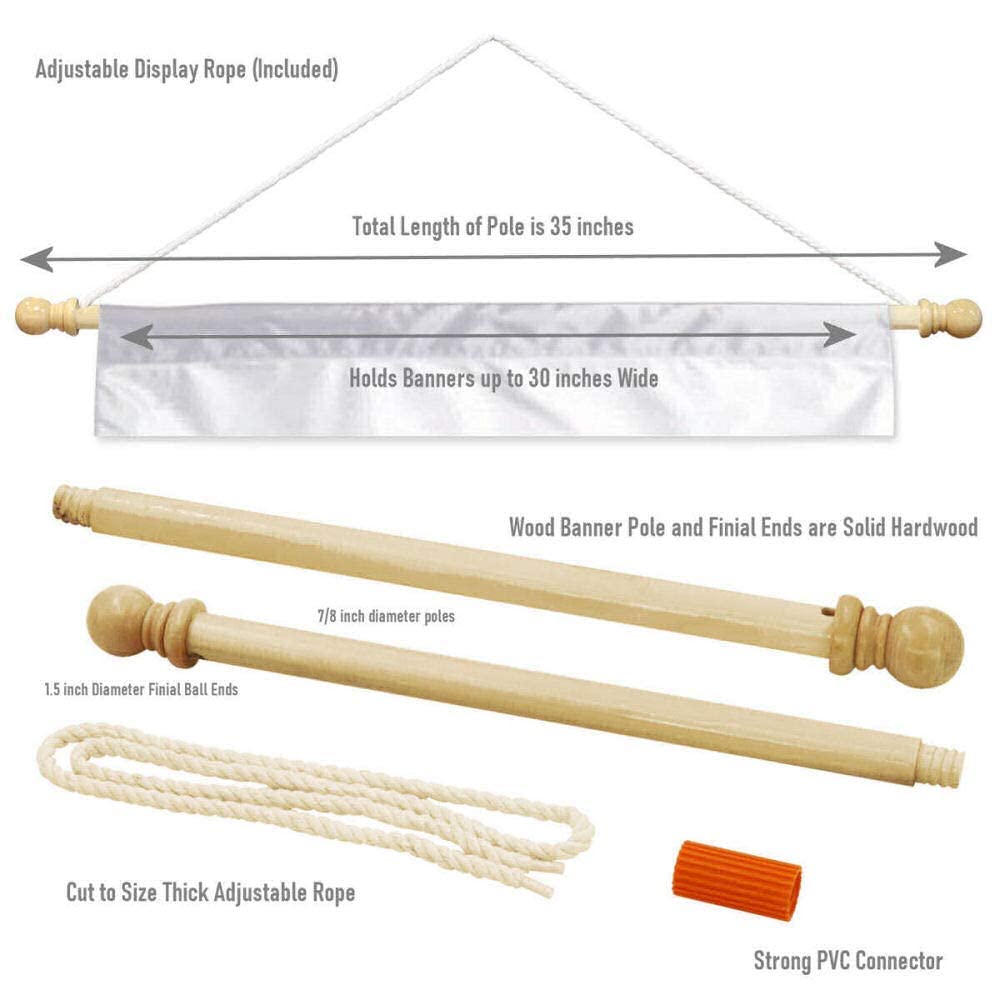 Adjustable Display Rope (Included)
Total Length of Pole is 35 inches
Holds Banners up to 30 inches Wide
Wood Banner Pole and Finial Ends are Solid Hardwood
7/8 inch diameter poles
1.5 inch Diameter Finial Ball Ends
Cut to Size Thick Adjustable Rope
Strong PVC Connector